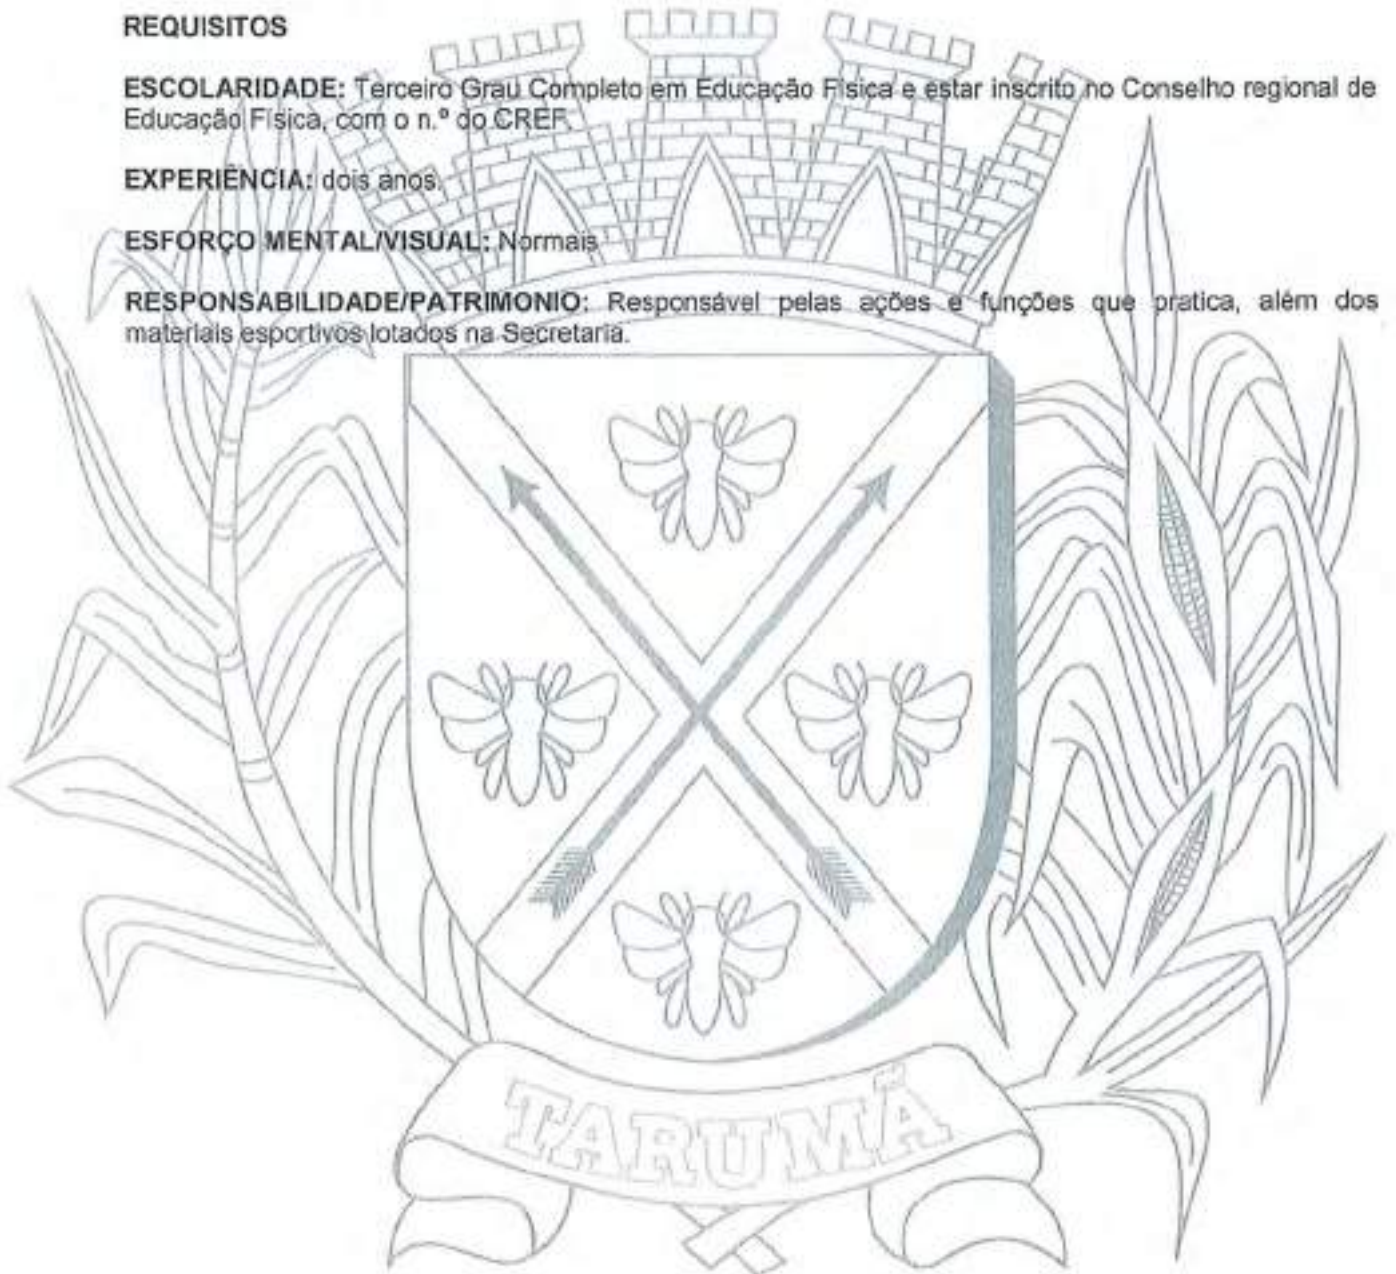 REQUISITOS
ESCOLARIDADE: Terceiro Grau Completo em Educação Física e estar inscrito no Conselho regional de
Educação Física, com o n.º do CREF.
EXPERIÊNCIA: dois anos.
ESFORÇO MENTAL/VISUAL: Normais
RESPONSABILIDADE/PATRIMONIO: Responsável pelas ações e funções que pratica, além dos
materiais esportivos lotados na Secretaria.
TARUMÃ